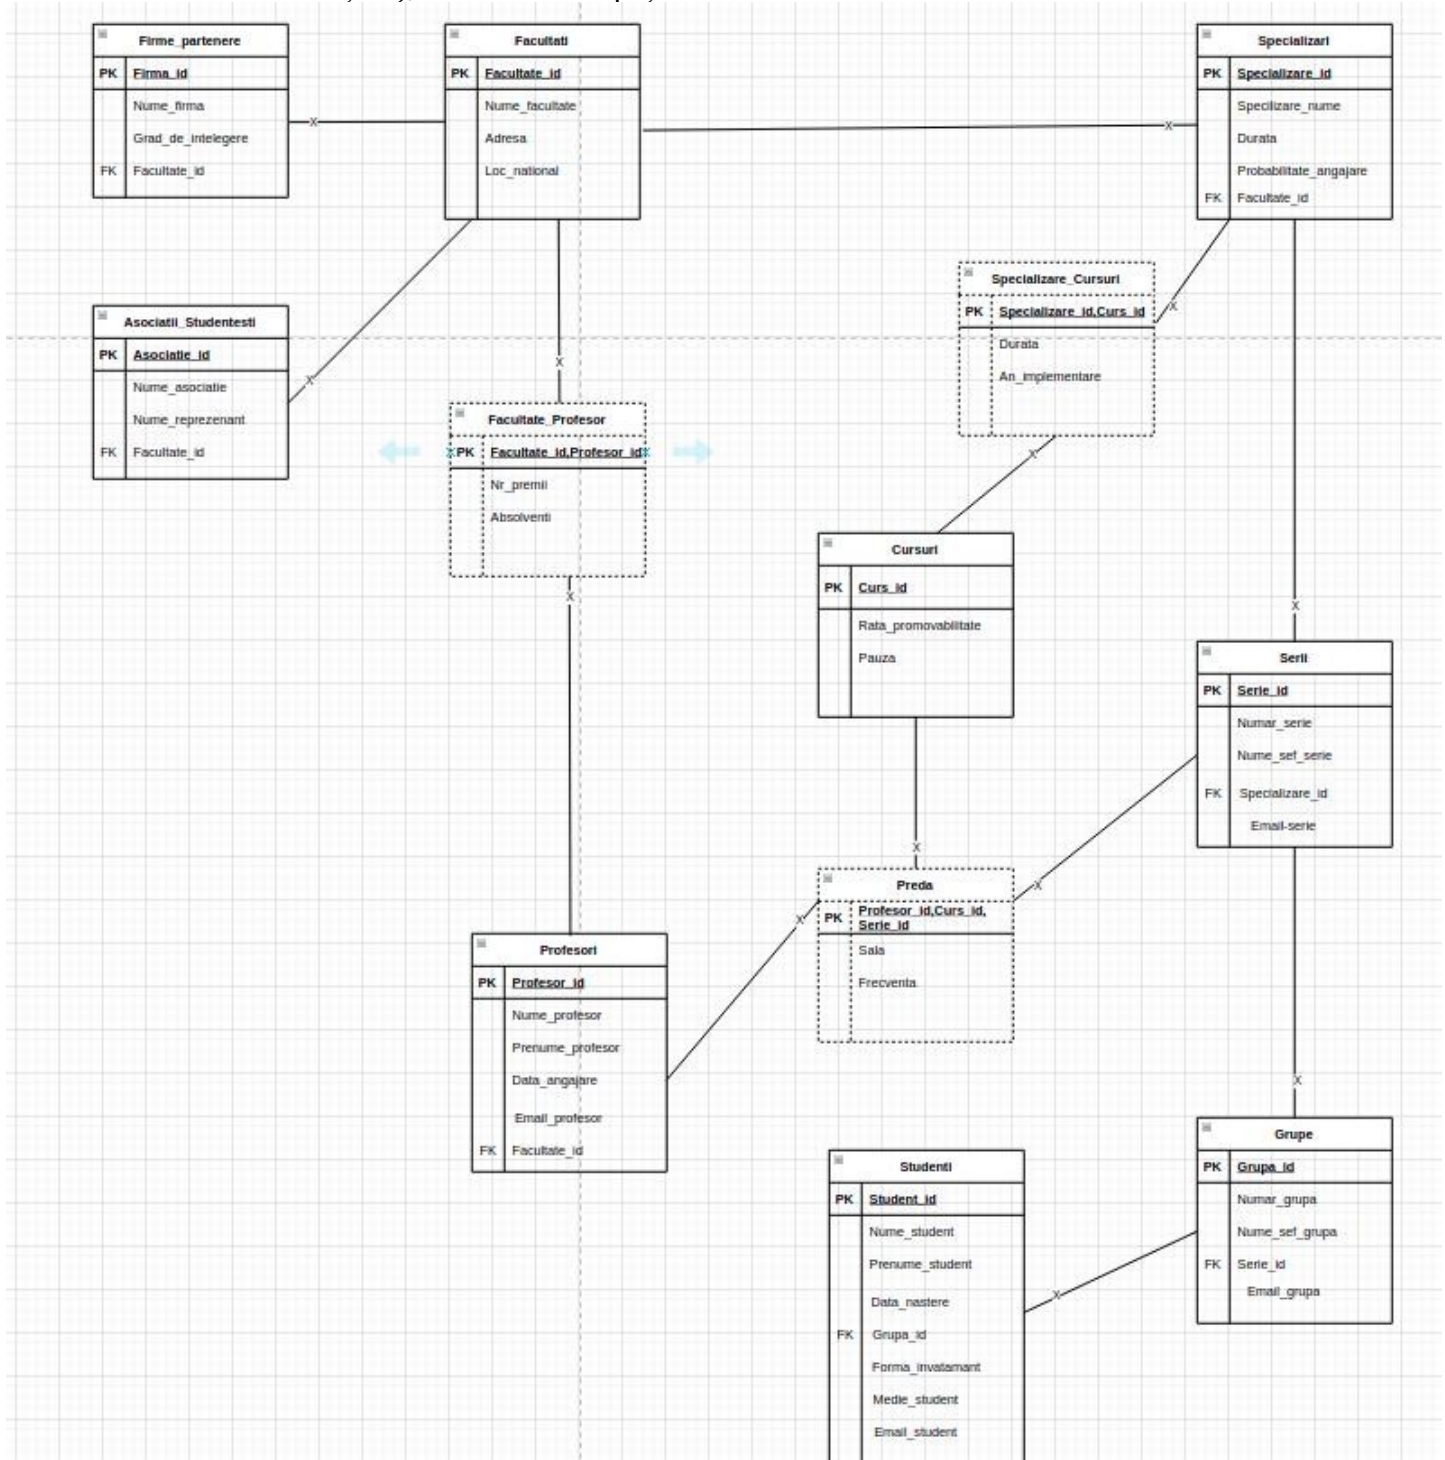 Firme_partenere
PK Firma_id
Nume_firma
Grad_de_intelegere
FK Facultate_id
Facultati
PK Facultate_id
Nume_facultate
Adresa
Loc_national
Specializari
PK Specializare_id
Specilizare_nume
Durata
Probabilitate_angajare
FK Facultate_id
X
X
Asociatii_Studentesti
PK Asociatie_id
Nume_asociatie
Nume_reprezenant
FK Facultate_id
X
X
Facultate_Profesor
PK Facultate_id,Profesor_id
Nr_premii
Absolventi
X
Specializare_Cursuri
PK Specializare_id,Curs_id
Durata
An_implementare
X
X
Cursuri
PK Curs_id
Rata_promovabilitate
Pauza
X
Serii
PK Serie_id
Numar_serie
Nume_sef_serie
FK Specializare_id
Email-serie
X
X
X
Preda
PK Profesor_id,Curs_id,
Serie_id
Sala
Frecventa
X
Profesori
PK Profesor_id
Nume_profesor
Prenume_profesor
Data_angajare
Email_profesor
FK Facultate_id
X
Grupe
PK Grupa_id
Numar_grupa
Nume_sef_grupa
FK Serie_id
Email_grupa
X
Studenti
PK Student_id
Nume_student
Prenume_student
Data_nastere
FK Grupa_id
Forma_invatamant
Medie_student
Email_student